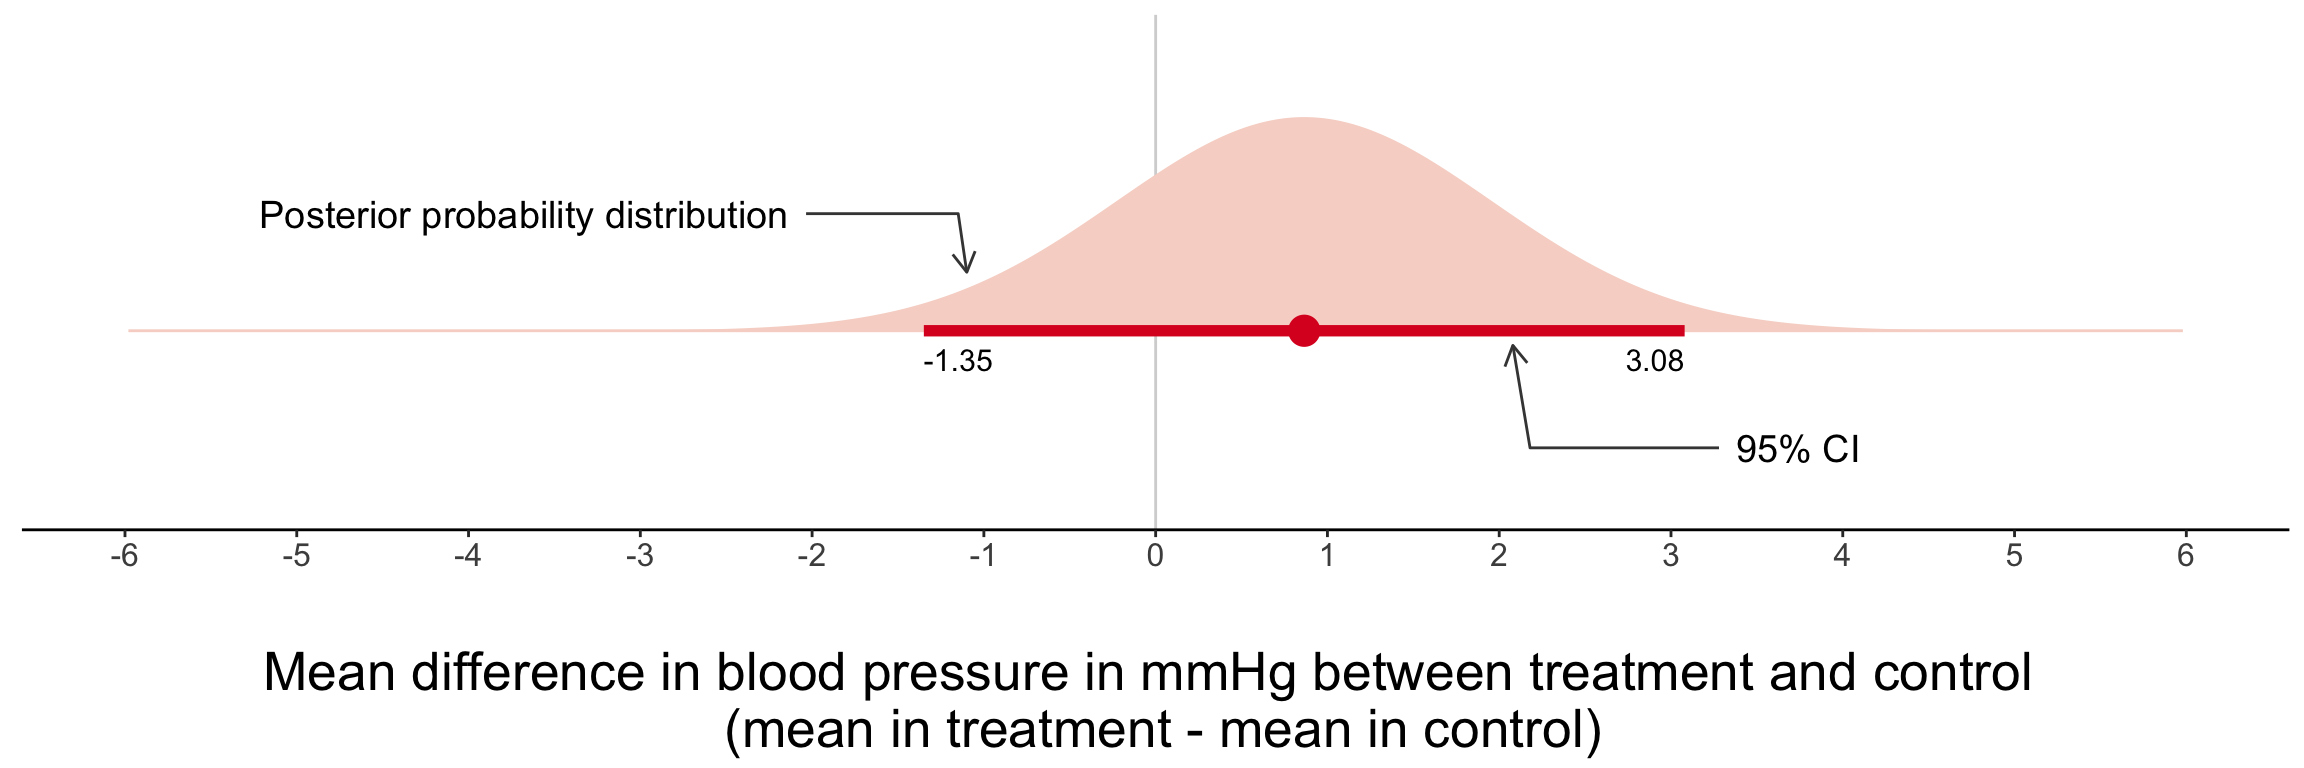 Posterior probability distribution
-1.35
3.08
95% CI
-6 -5 -4 -3 -2 -1 0 1 2 3 4 5 6
Mean difference in blood pressure in mmHg between treatment and control
(mean in treatment - mean in control)